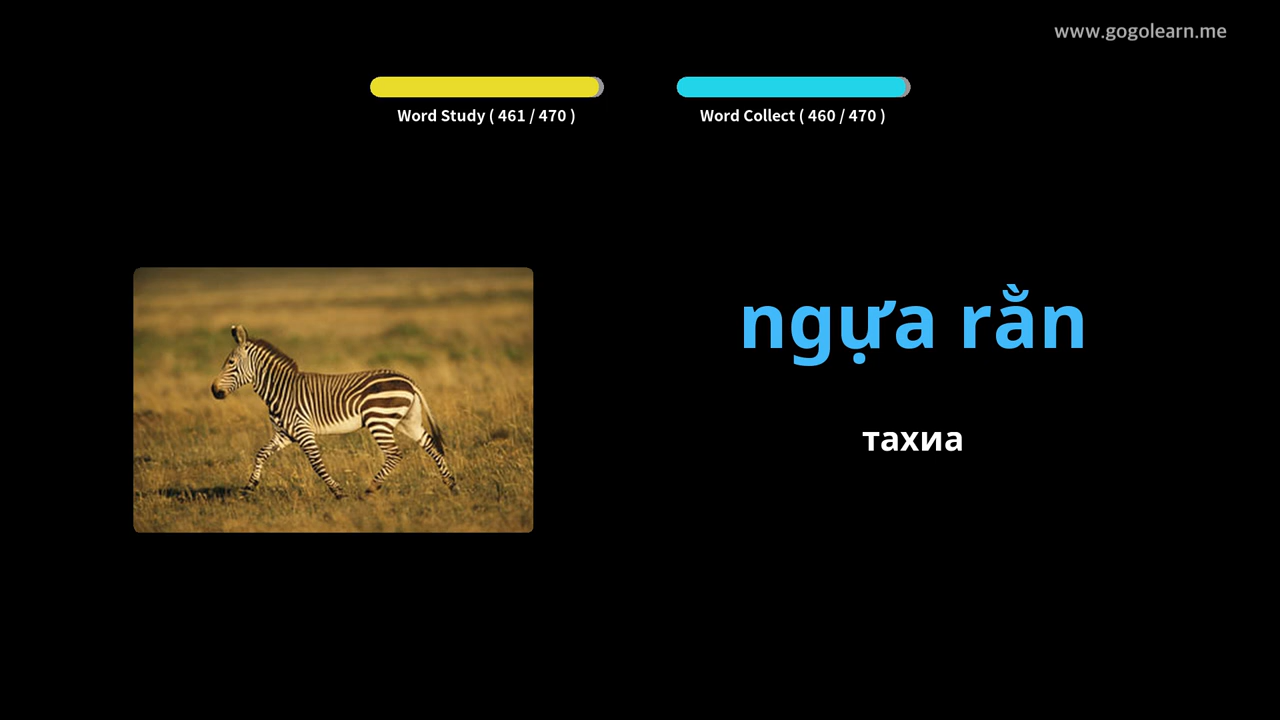 www.gogolearn.me
Word Study ( 461 / 470 )
Word Collect ( 460 / 470 )
ngựa rằn
тахиа